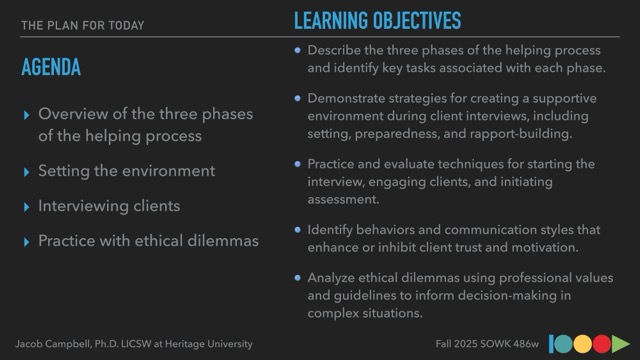 THE PLAN FOR TODAY
AGENDA
Overview of the three phases
of the helping process
Setting the environment
Interviewing clients
Practice with ethical dilemmas
LEARNING OBJECTIVES
Describe the three phases of the helping process
and identify key tasks associated with each phase.
Demonstrate strategies for creating a supportive
environment during client interviews, including
setting, preparedness, and rapport-building.
Practice and evaluate techniques for starting the
interview, engaging clients, and initiating
assessment.
Identify behaviors and communication styles that
enhance or inhibit client trust and motivation.
Analyze ethical dilemmas using professional values
and guidelines to inform decision-making in
complex situations.
Jacob Campbell, Ph.D. LICSW at Heritage University
Fall 2025 SOWK 486w